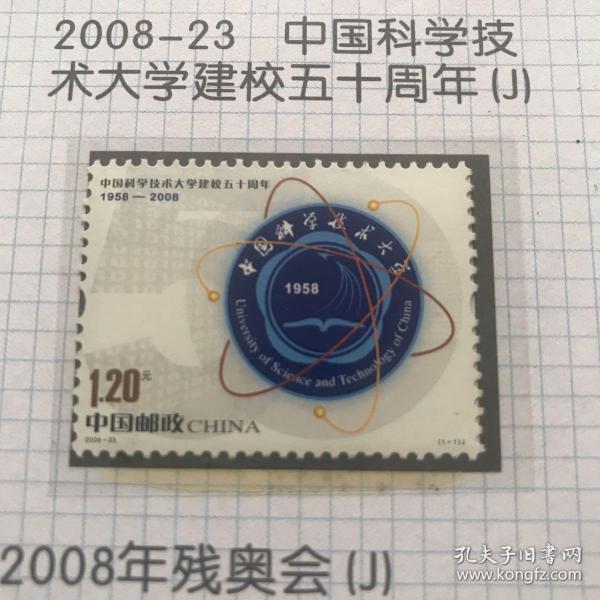 2008-23 中国科学技
术大学建校五十周年(J)
中国科学技术大学建校五十周年
1958—2008
中国科学技术大学
1958
University of Science and Technology of China
1.20元
中国邮政CHINA
2008-23
(1-1)J
2008年残奥会(J)
孔夫子旧书网
www.kongfz.com